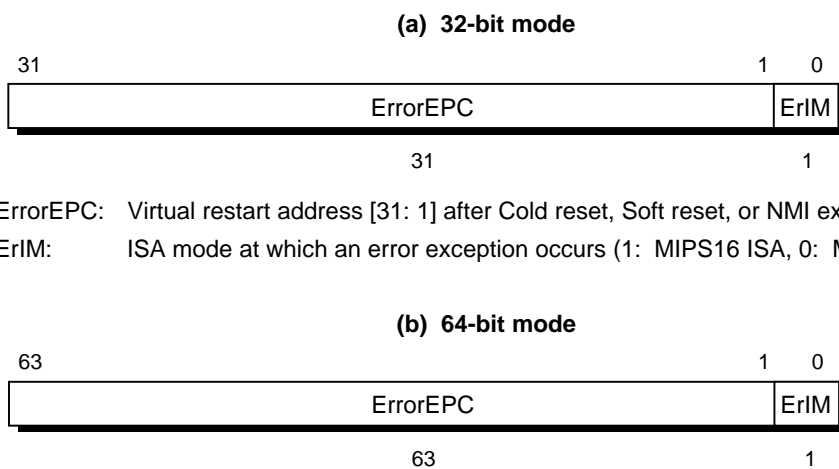 (a) 32-bit mode
31 1 0
ErrorEPC ErIM
31 1
ErrorEPC: Virtual restart address [31: 1] after Cold reset, Soft reset, or NMI ex
ErIM: ISA mode at which an error exception occurs (1: MIPS16 ISA, 0:
(b) 64-bit mode
63 1 0
ErrorEPC ErIM
63 1